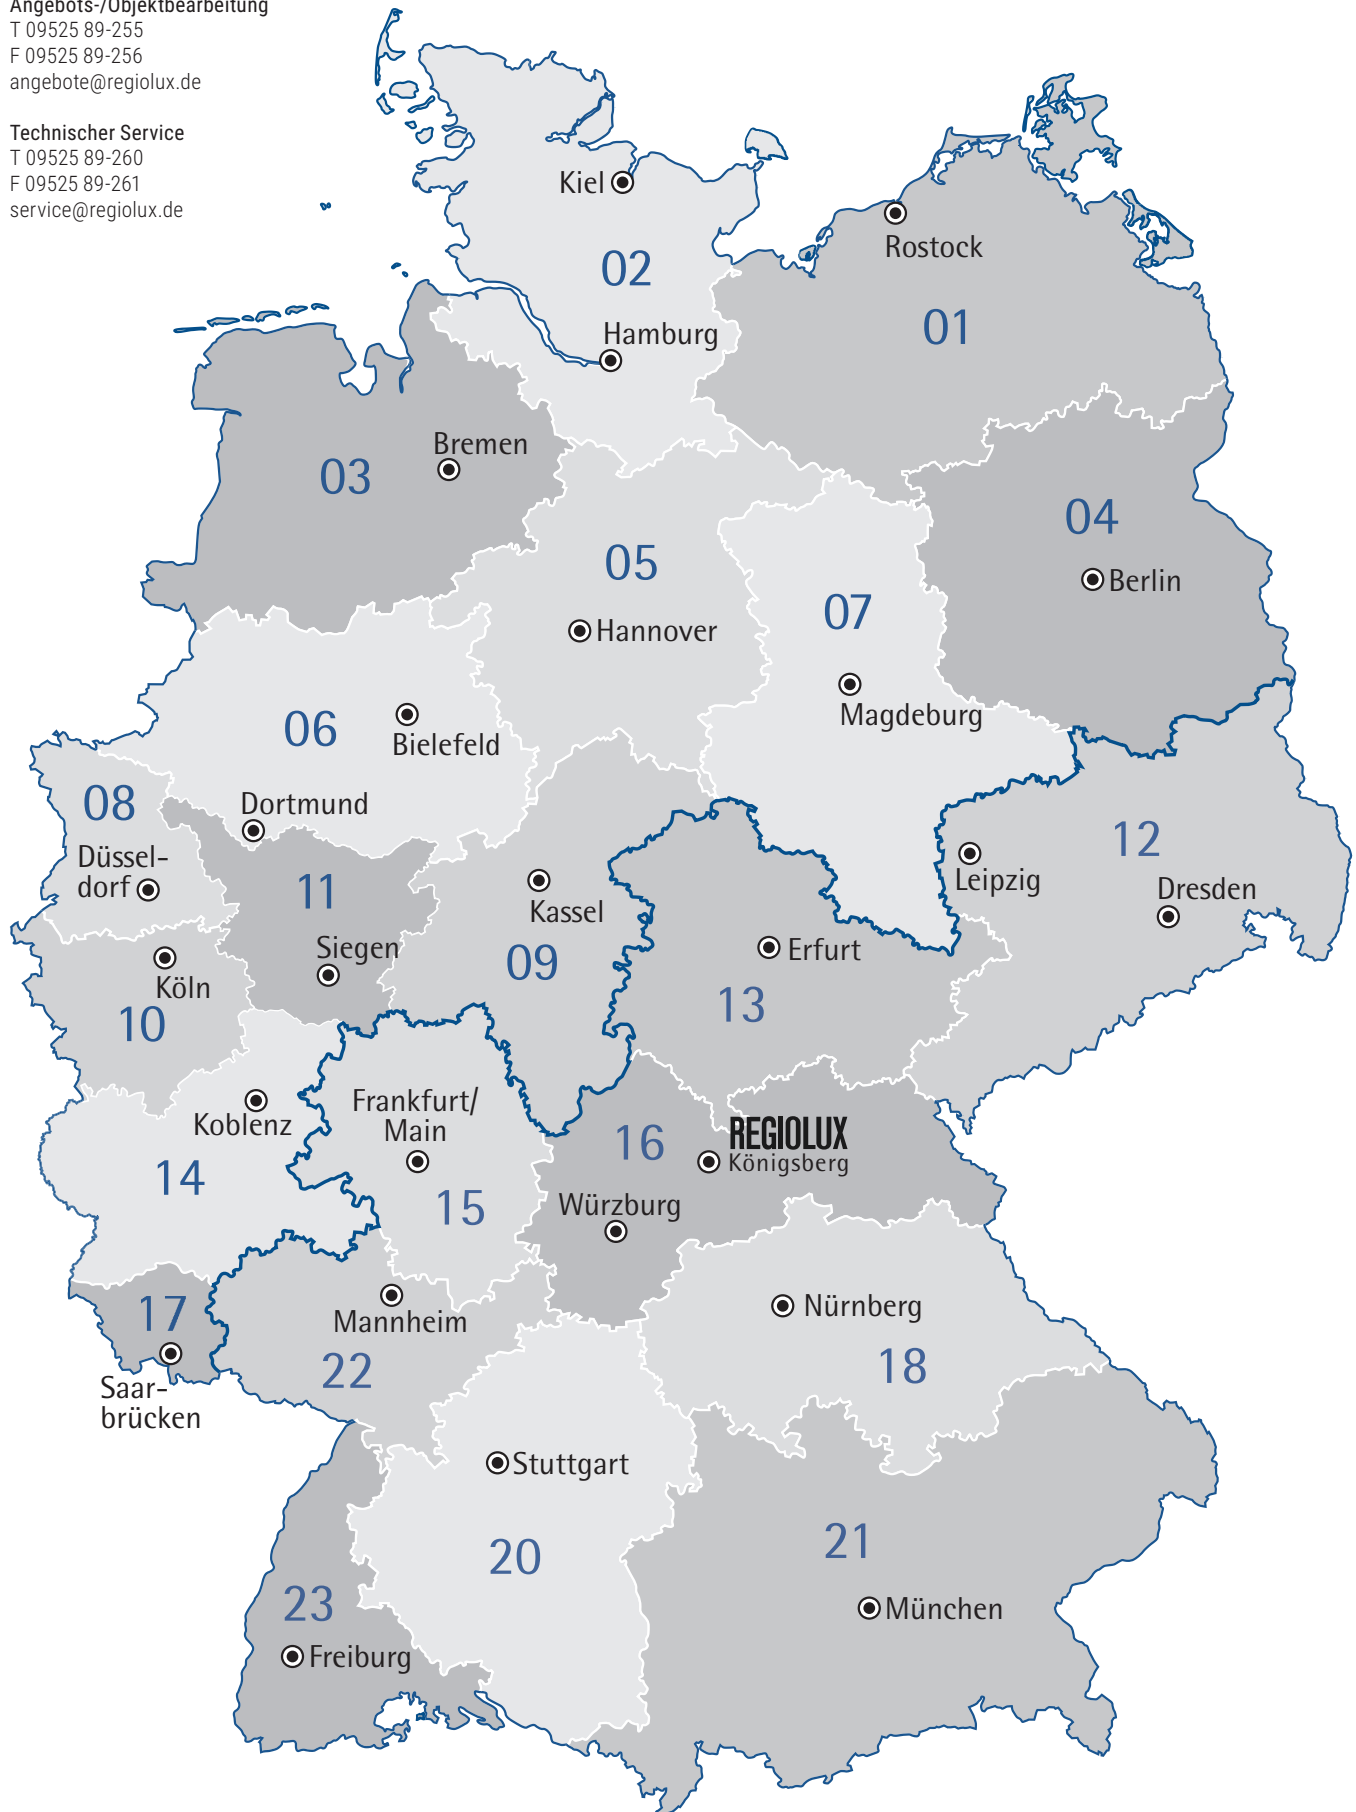 Angebots-/Objektbearbeitung
T 09525 89-255
F 09525 89-256
angebote@regiolux.de
Technischer Service
T 09525 89-260
F 09525 89-261
service@regiolux.de
Kiel
Rostock
02
01
Hamburg
Bremen
03
04
05
Berlin
07
Hannover
Magdeburg
06
Bielefeld
08
Dortmund
12
Düssel-
dorf
11
Leipzig
Dresden
Kassel
Siegen
09
Erfurt
Köln
10
13
Koblenz
Frankfurt/
Main
REGIOLUX
Königsberg
16
14
15
Würzburg
17
Mannheim
Nürnberg
22
18
Saar-
brücken
Stuttgart
20
21
23
München
Freiburg